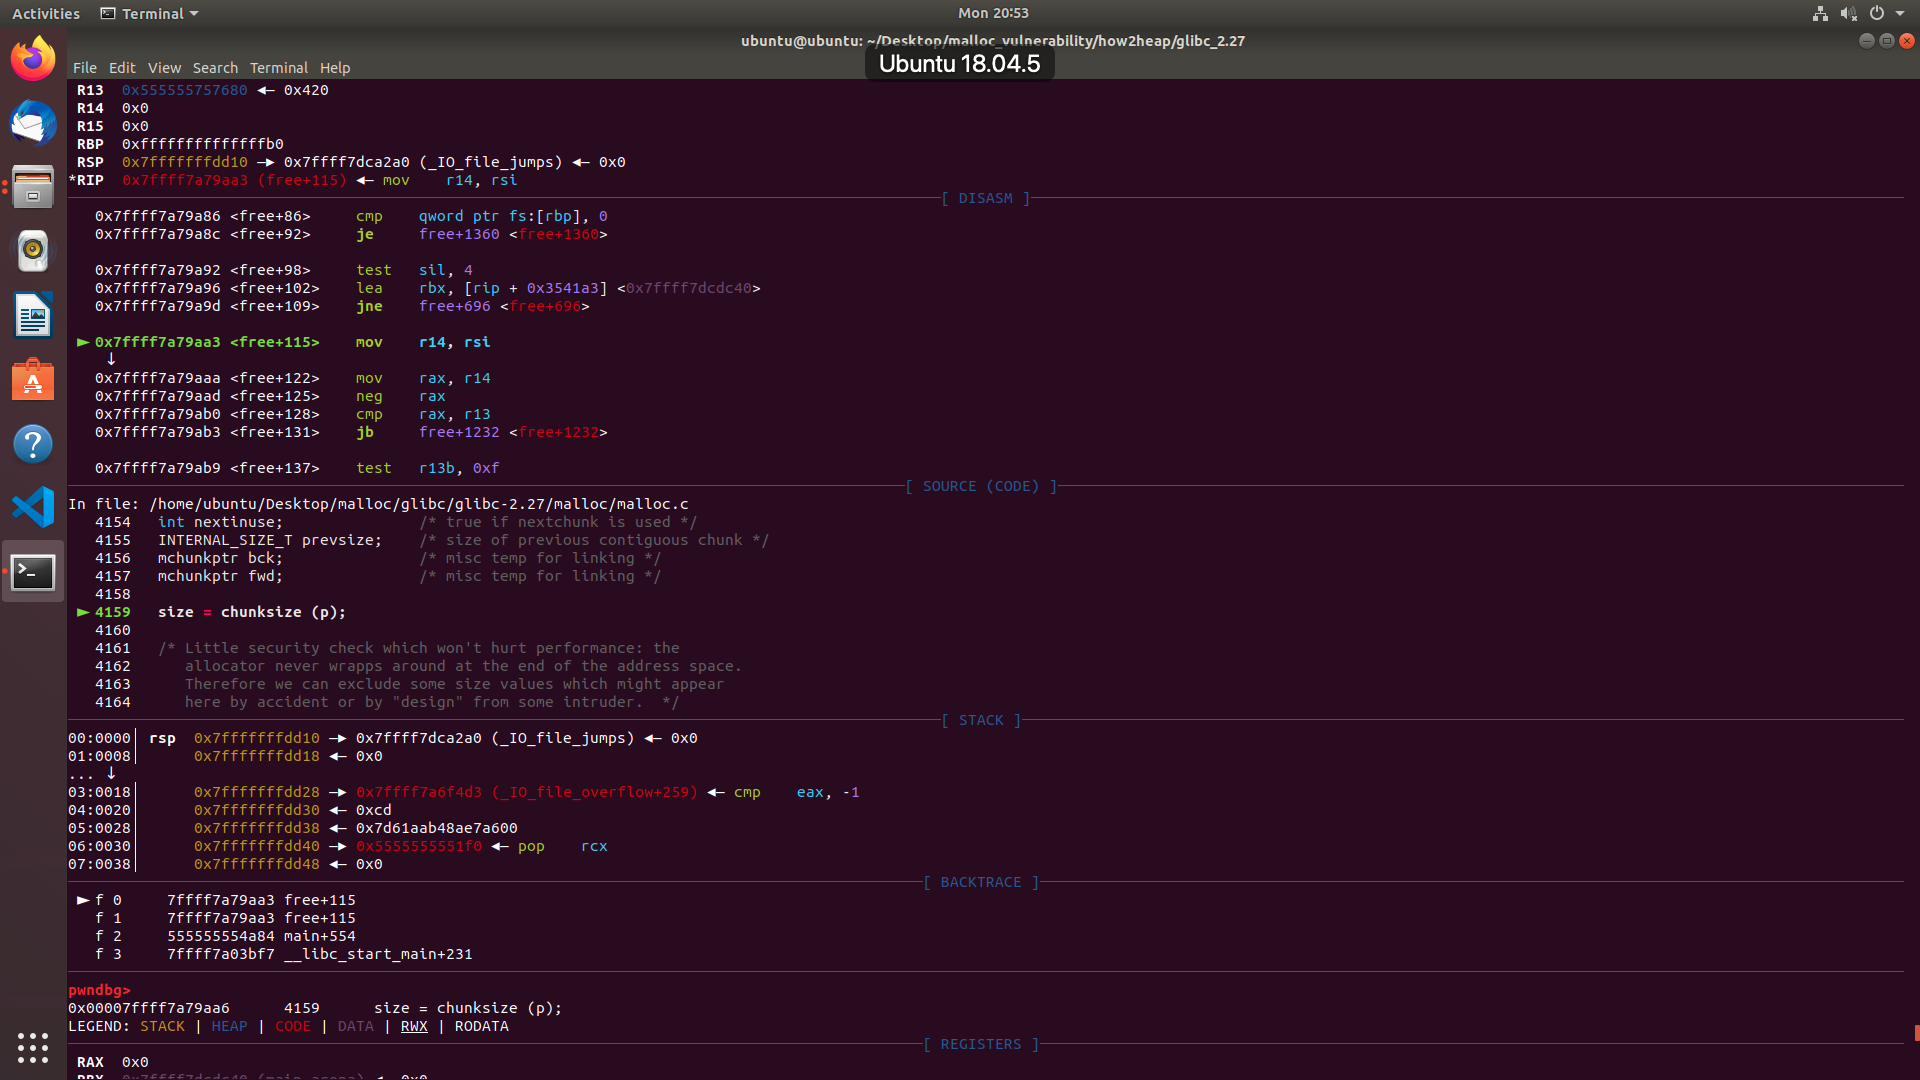 Activities Terminal Mon 20:53
ubuntu@ubuntu: ~/Desktop/malloc_vulnerability/how2heap/glibc_2.27
Ubuntu 18.04.5
File Edit View Search Terminal Help
R13 0x555555757680 ◄— 0x420
R14 0x0
R15 0x0
RBP 0xffffffffffffffb0
RSP 0x7fffffffdd10 —► 0x7ffff7dca2a0 (_IO_file_jumps) ◄— 0x0
*RIP 0x7ffff7a79aa3 (free+115) ◄— mov r14, rsi
[ DISASM ]
0x7ffff7a79a86 <free+86> cmp qword ptr fs:[rbp], 0
0x7ffff7a79a8c <free+92> je free+1360 <free+1360>
0x7ffff7a79a92 <free+98> test sil, 4
0x7ffff7a79a96 <free+102> lea rbx, [rip + 0x3541a3] <0x7ffff7dcdc40>
0x7ffff7a79a9d <free+109> jne free+696 <free+696>
► 0x7ffff7a79aa3 <free+115> mov r14, rsi
↓
0x7ffff7a79aaa <free+122> mov rax, r14
0x7ffff7a79aad <free+125> neg rax
0x7ffff7a79ab0 <free+128> cmp rax, r13
0x7ffff7a79ab3 <free+131> jb free+1232 <free+1232>
0x7ffff7a79ab9 <free+137> test r13b, 0xf
[ SOURCE (CODE) ]
In file: /home/ubuntu/Desktop/malloc/glibc/glibc-2.27/malloc/malloc.c
4154 int nextinuse; /* true if nextchunk is used */
4155 INTERNAL_SIZE_T prevsize; /* size of previous contiguous chunk */
4156 mchunkptr bck; /* misc temp for linking */
4157 mchunkptr fwd; /* misc temp for linking */
4158
► 4159 size = chunksize (p);
4160
4161 /* Little security check which won't hurt performance: the
4162 allocator never wrapps around at the end of the address space.
4163 Therefore we can exclude some size values which might appear
4164 here by accident or by "design" from some intruder. */
[ STACK ]
00:0000│ rsp 0x7fffffffdd10 —► 0x7ffff7dca2a0 (_IO_file_jumps) ◄— 0x0
01:0008│ 0x7fffffffdd18 ◄— 0x0
... ↓
03:0018│ 0x7fffffffdd28 —► 0x7ffff7a6f4d3 (_IO_file_overflow+259) ◄— cmp eax, -1
04:0020│ 0x7fffffffdd30 ◄— 0xcd
05:0028│ 0x7fffffffdd38 ◄— 0x7d61aab48ae7a600
06:0030│ 0x7fffffffdd40 —► 0x5555555551f0 ◄— pop rcx
07:0038│ 0x7fffffffdd48 ◄— 0x0
[ BACKTRACE ]
► f 0 7ffff7a79aa3 free+115
f 1 7ffff7a79aa3 free+115
f 2 555555554a84 main+554
f 3 7ffff7a03bf7 __libc_start_main+231
pwndbg>
0x00007ffff7a79aa6 4159 size = chunksize (p);
LEGEND: STACK | HEAP | CODE | DATA | RWX | RODATA
[ REGISTERS ]
RAX 0x0
RBX 0x7ffff7dcdc40 (main_arena) ◄— 0x0